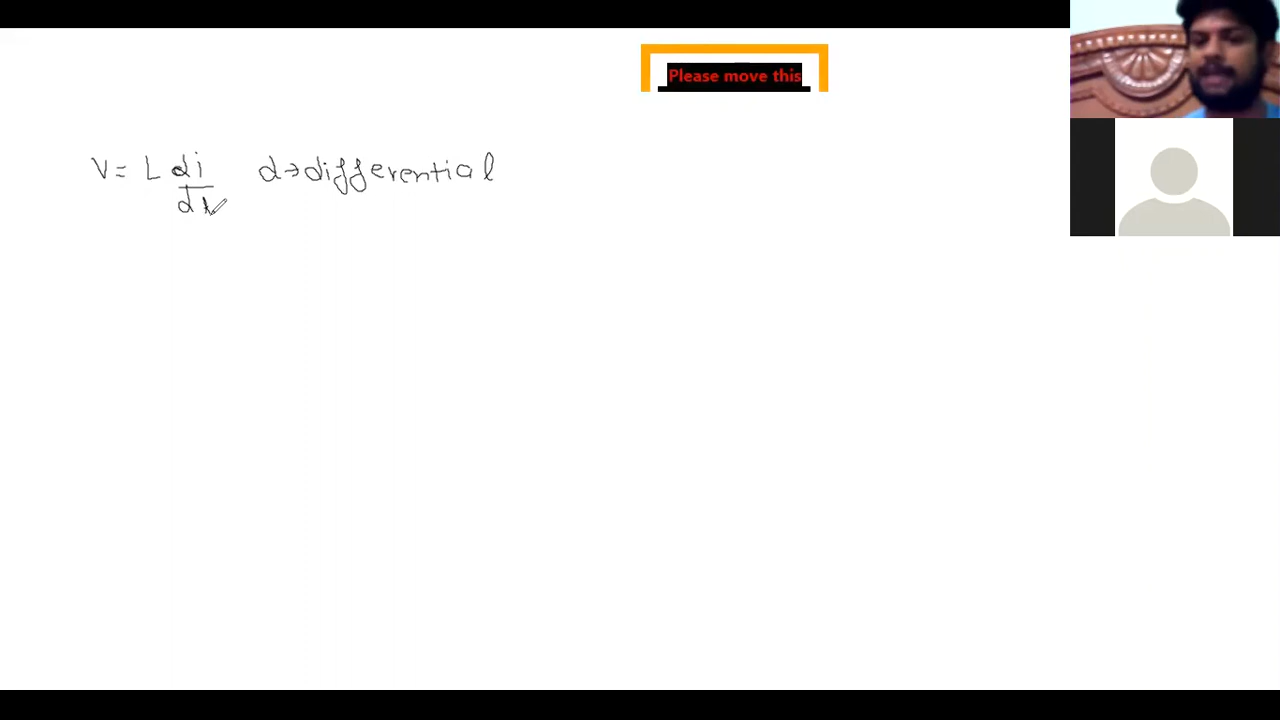 Please move this
V = L di/dt d→differential